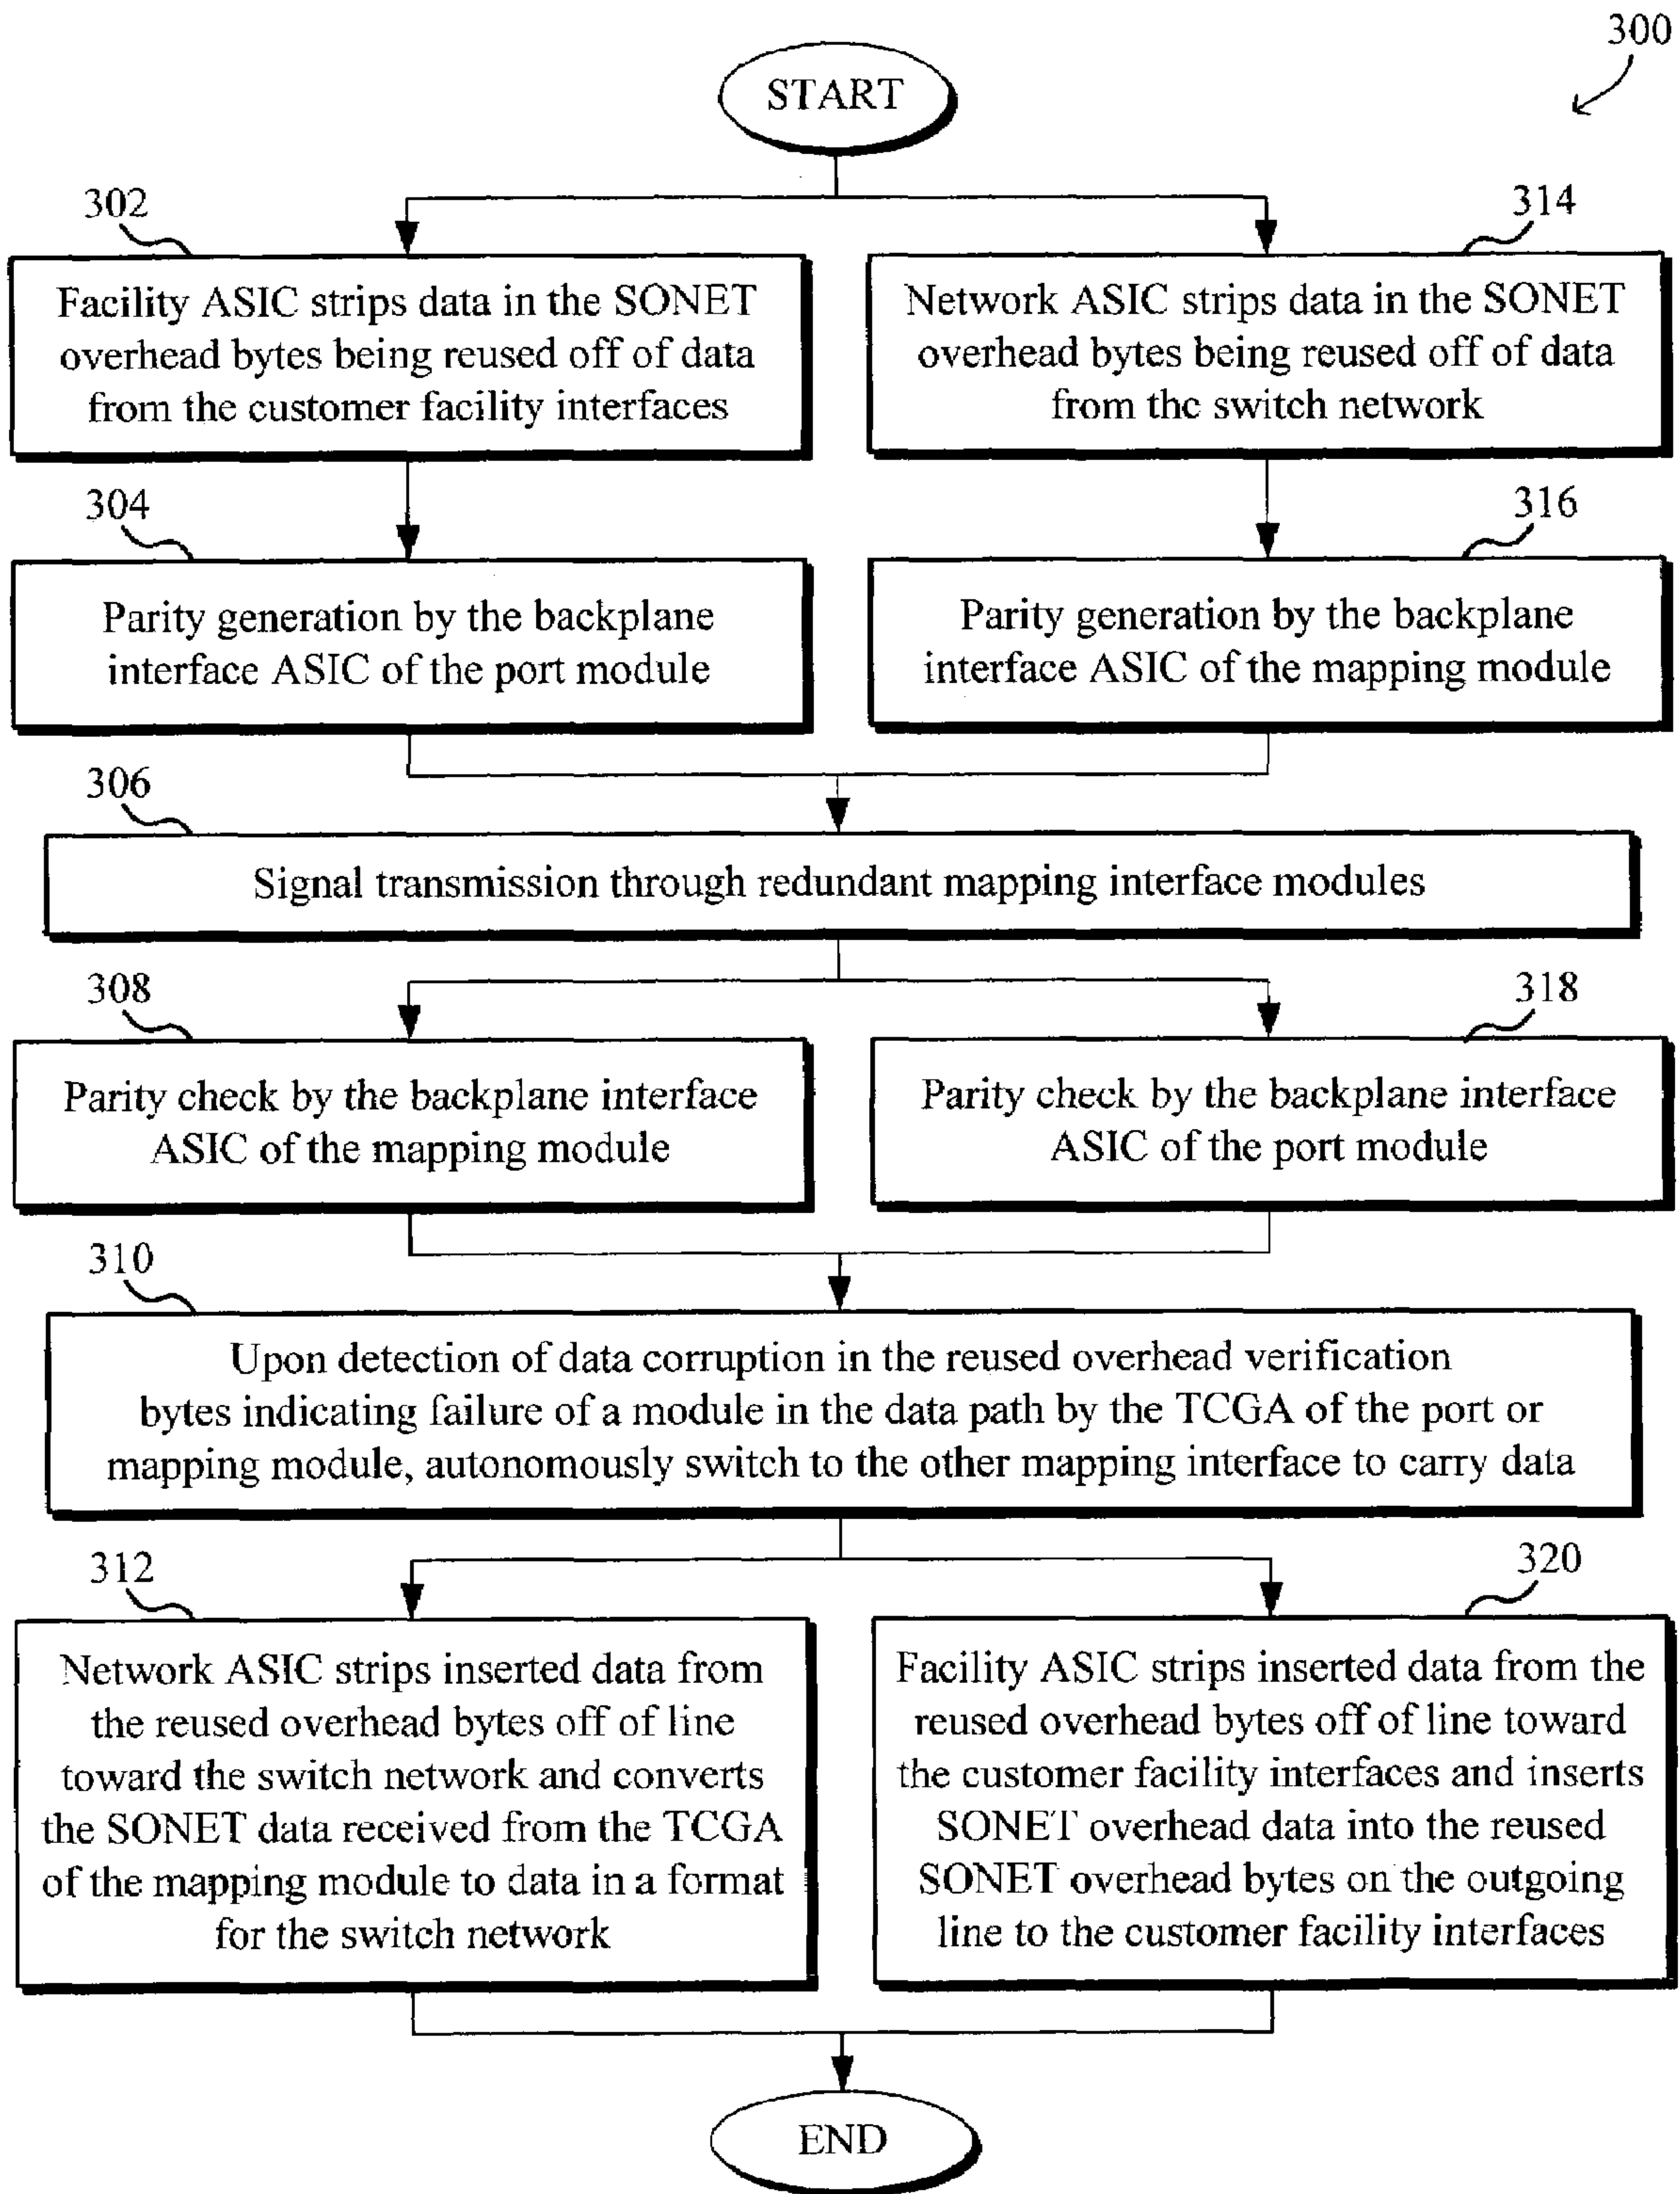 300
START
302
Facility ASIC strips data in the SONET
overhead bytes being reused off of data
from the customer facility interfaces
314
Network ASIC strips data in the SONET
overhead bytes being reused off of data
from the switch network
304
Parity generation by the backplane
interface ASIC of the port module
316
Parity generation by the backplane
interface ASIC of the mapping module
306
Signal transmission through redundant mapping interface modules
308
Parity check by the backplane interface
ASIC of the mapping module
318
Parity check by the backplane interface
ASIC of the port module
310
Upon detection of data corruption in the reused overhead verification
bytes indicating failure of a module in the data path by the TCGA of the port or
mapping module, autonomously switch to the other mapping interface to carry data
312
Network ASIC strips inserted data from
the reused overhead bytes off of line
toward the switch network and converts
the SONET data received from the TCGA
of the mapping module to data in a format
for the switch network
320
Facility ASIC strips inserted data from the
reused overhead bytes off of line toward
the customer facility interfaces and inserts
SONET overhead data into the reused
SONET overhead bytes on the outgoing
line to the customer facility interfaces
END